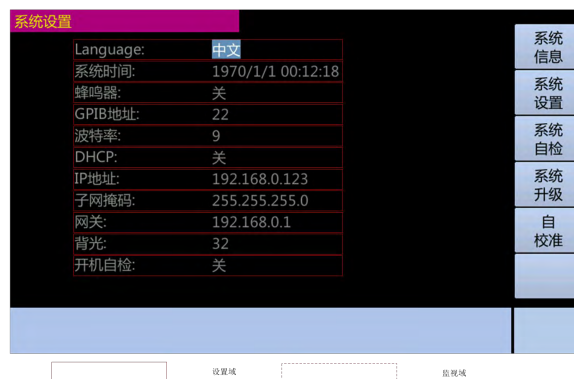 系统设置
Language: 中文
系统时间: 1970/1/1 00:12:18
蜂鸣器: 关
GPIB地址: 22
波特率: 9
DHCP: 关
IP地址: 192.168.0.123
子网掩码: 255.255.255.0
网关: 192.168.0.1
背光: 32
开机自检: 关
系统
信息
系统
设置
系统
自检
系统
升级
自
校准
设置域
监视域